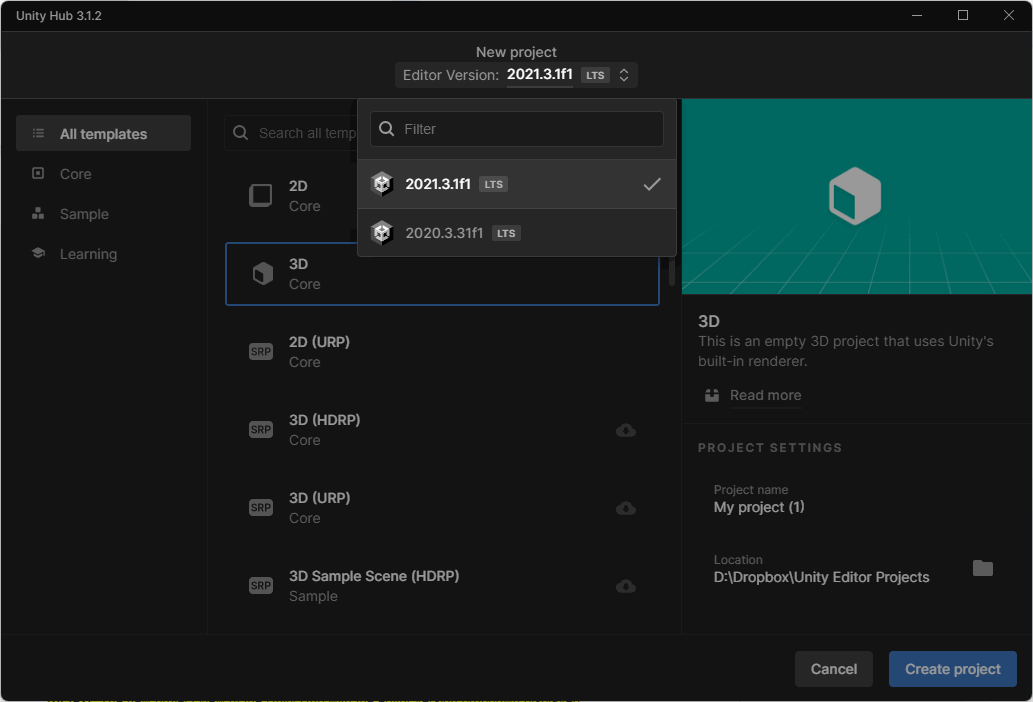 Unity Hub 3.1.2
New project
Editor Version: 2021.3.1f1 LTS
Filter
2021.3.1f1 LTS
2020.3.31f1 LTS
All templates
Core
Sample
Learning
Search all temp
2D
Core
3D
Core
2D (URP)
Core
SRP
3D (HDRP)
Core
SRP
3D (URP)
Core
SRP
3D Sample Scene (HDRP)
Sample
SRP
3D
This is an empty 3D project that uses Unity's
built-in renderer.
Read more
PROJECT SETTINGS
Project name
My project (1)
Location
D:\Dropbox\Unity Editor Projects
Cancel
Create project